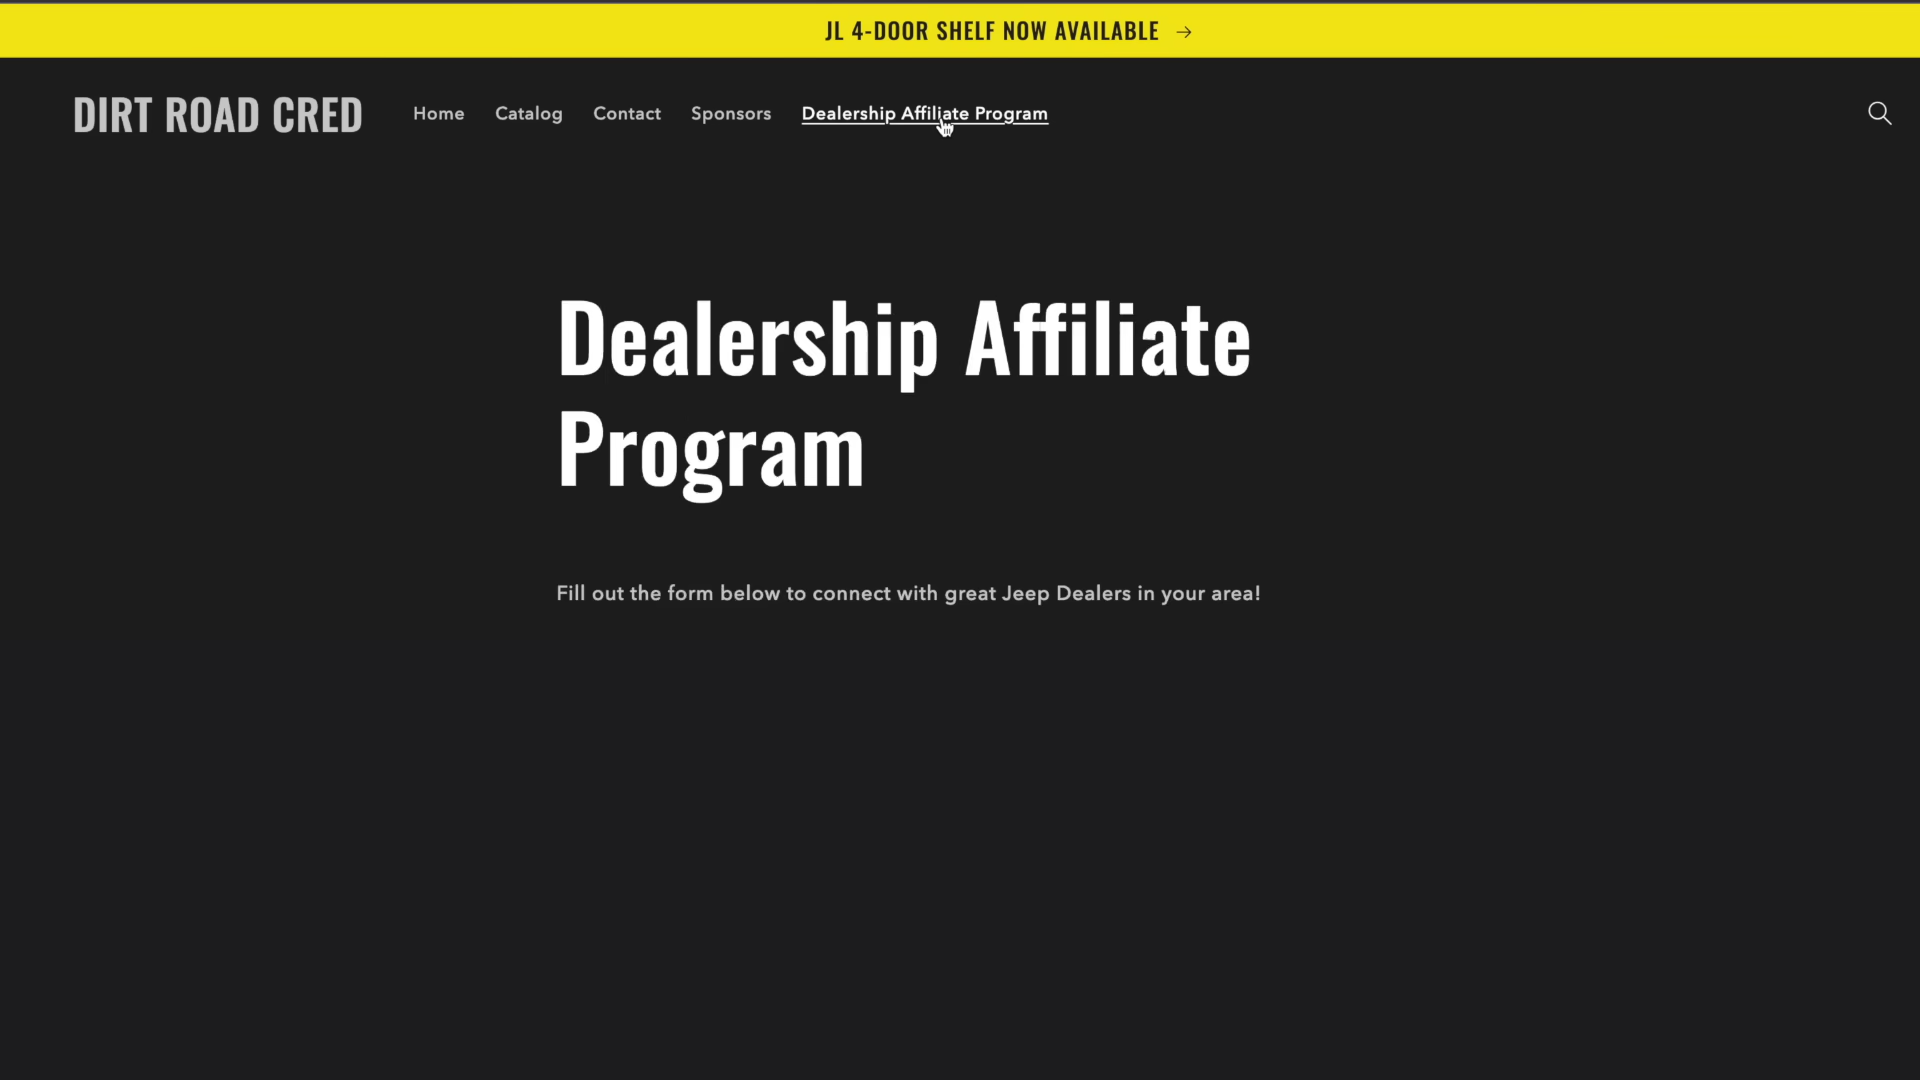 JL 4-DOOR SHELF NOW AVAILABLE →
DIRT ROAD CRED
Home Catalog Contact Sponsors Dealership Affiliate Program
Dealership Affiliate
Program
Fill out the form below to connect with great Jeep Dealers in your area!